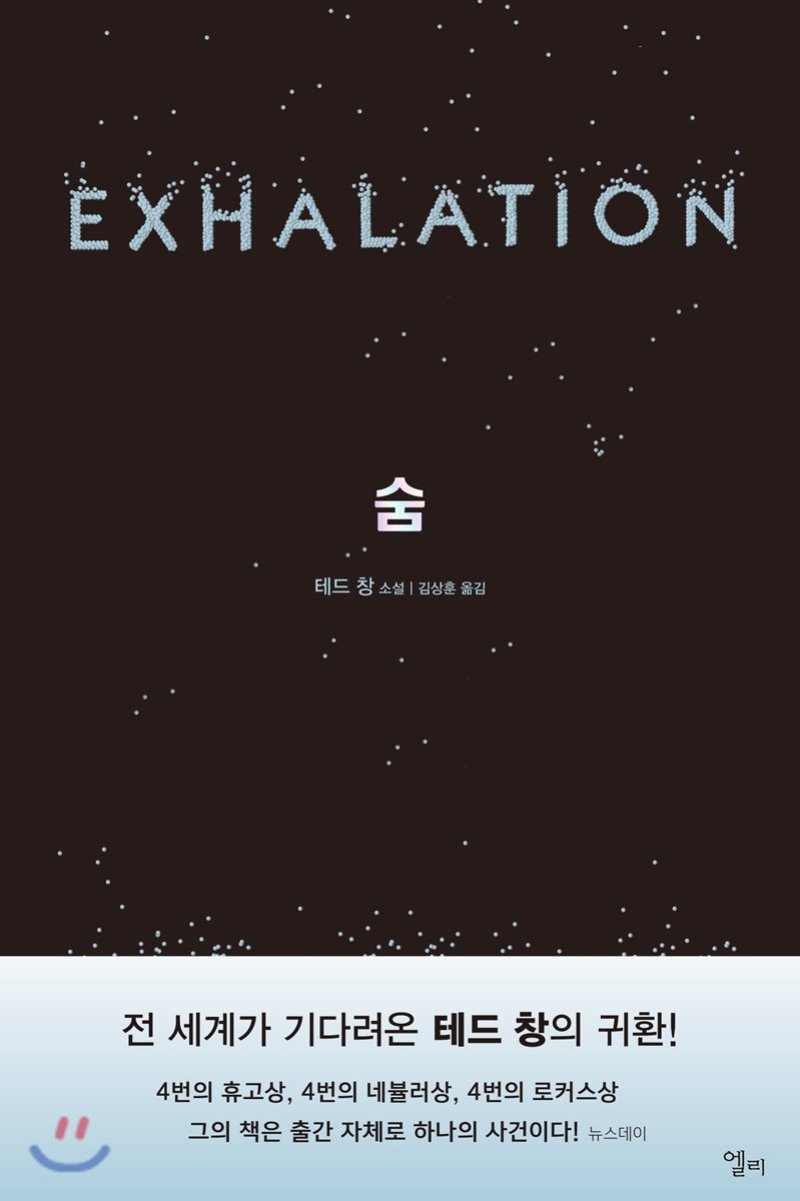 EXHALATION
숨
테드 창 소설 | 김상훈 옮김
전 세계가 기다려온 테드 창의 귀환!
4번의 휴고상, 4번의 네뷸러상, 4번의 로커스상
그의 책은 출간 자체로 하나의 사건이다! 뉴스데이
엘리